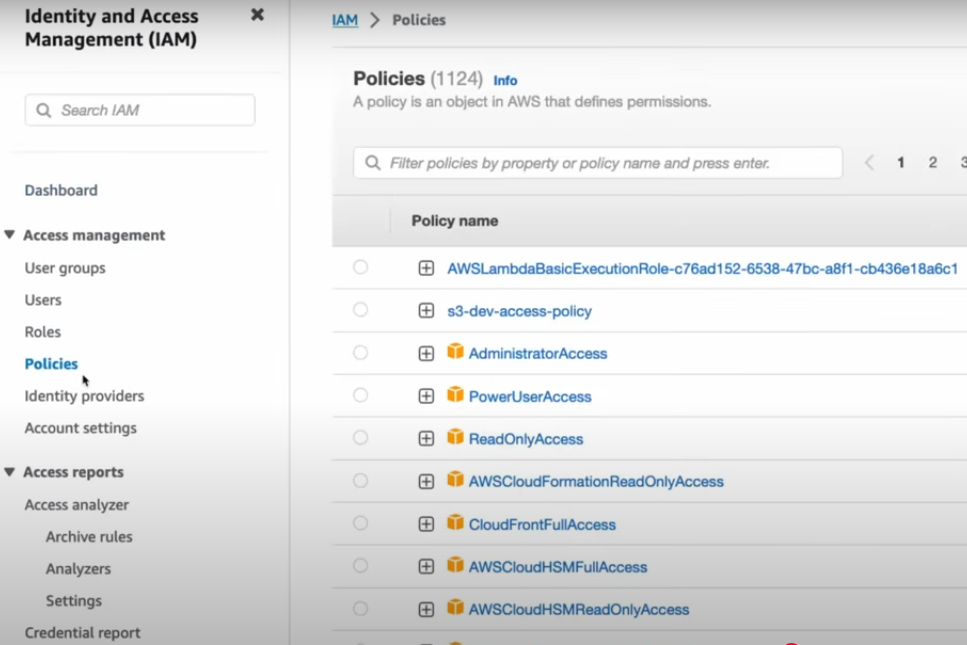 Identity and Access
Management (IAM)
Search IAM
Dashboard
Access management
User groups
Users
Roles
Policies
Identity providers
Account settings
Access reports
Access analyzer
Archive rules
Analyzers
Settings
Credential report
IAM > Policies
Policies (1124) Info
A policy is an object in AWS that defines permissions.
Filter policies by property or policy name and press enter.
< 1 2 3
Policy name
AWSLambdaBasicExecutionRole-c76ad152-6538-47bc-a8f1-cb436e18a6c1
s3-dev-access-policy
AdministratorAccess
PowerUserAccess
ReadOnlyAccess
AWSCloudFormationReadOnlyAccess
CloudFrontFullAccess
AWSCloudHSMFullAccess
AWSCloudHSMReadOnlyAccess